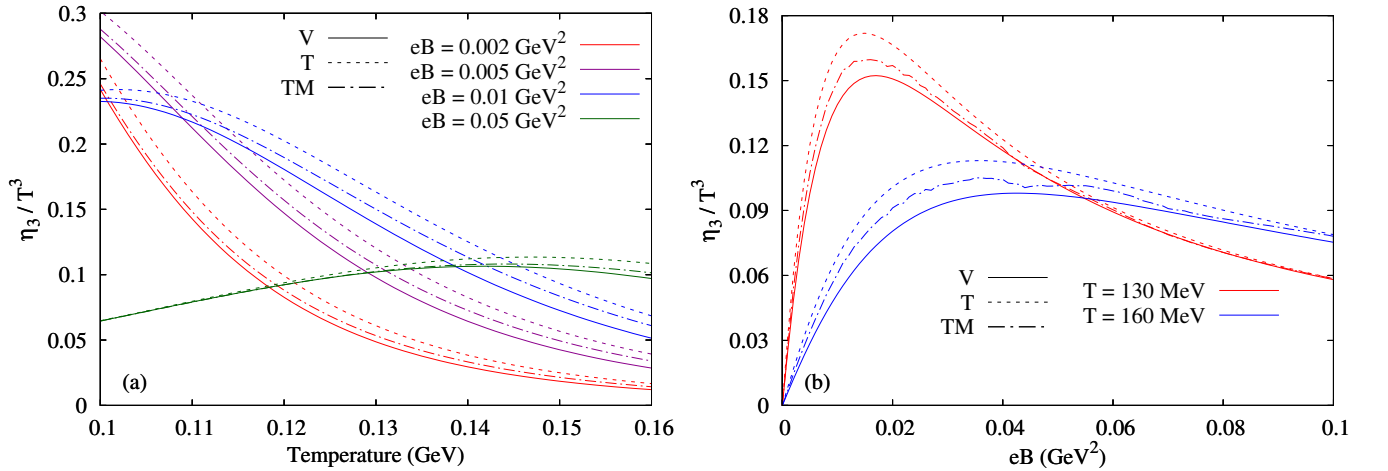 0.3
0.25
0.2
0.15
0.1
0.05
0
η₃ / T³
V
T
TM
eB = 0.002 GeV²
eB = 0.005 GeV²
eB = 0.01 GeV²
eB = 0.05 GeV²
(a)
0.1 0.11 0.12 0.13 0.14 0.15 0.16
Temperature (GeV)
0.18
0.15
0.12
0.09
0.06
0.03
0
η₃ / T³
V
T
TM
T = 130 MeV
T = 160 MeV
(b)
0 0.02 0.04 0.06 0.08 0.1
eB (GeV²)